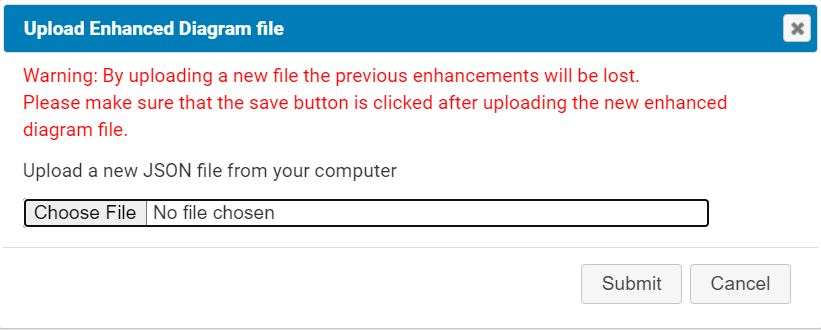 Upload Enhanced Diagram file
Warning: By uploading a new file the previous enhancements will be lost.
Please make sure that the save button is clicked after uploading the new enhanced
diagram file.
Upload a new JSON file from your computer
Choose File No file chosen
Submit Cancel